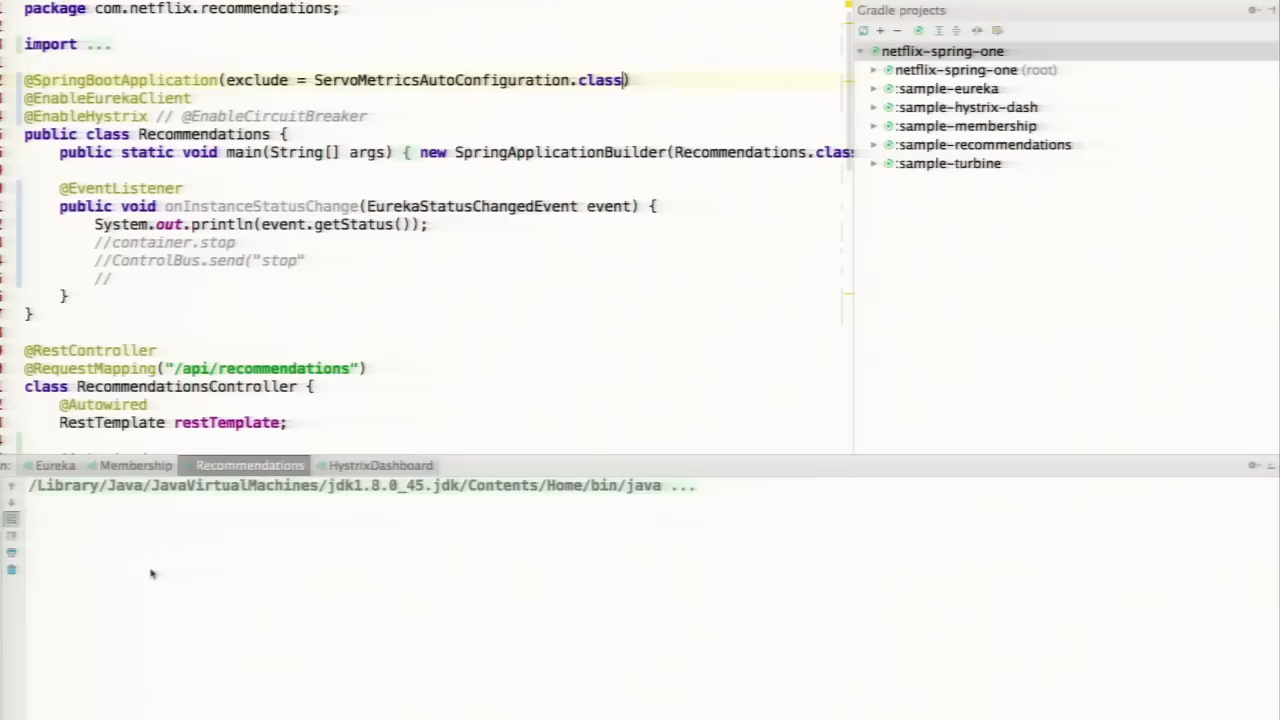 package com.netflix.recommendations;
Gradle projects
import ...
netflix-spring-one
@SpringBootApplication(exclude = ServoMetricsAutoConfiguration.class)
netflix-spring-one (root)
@EnableEurekaClient
:sample-eureka
@EnableHystrix // @EnableCircuitBreaker
:sample-hystrix-dash
public class Recommendations {
:sample-membership
public static void main(String[] args) { new SpringApplicationBuilder(Recommendations.class
:sample-recommendations
:sample-turbine
@EventListener
public void onInstanceStatusChange(EurekaStatusChangedEvent event) {
System.out.println(event.getStatus());
//container.stop
//ControlBus.send("stop"
//
}
}
@RestController
@RequestMapping("/api/recommendations")
class RecommendationsController {
@Autowired
RestTemplate restTemplate;
n: Eureka Membership Recommendations HystrixDashboard
/Library/Java/JavaVirtualMachines/jdk1.8.0_45.jdk/Contents/Home/bin/java ...